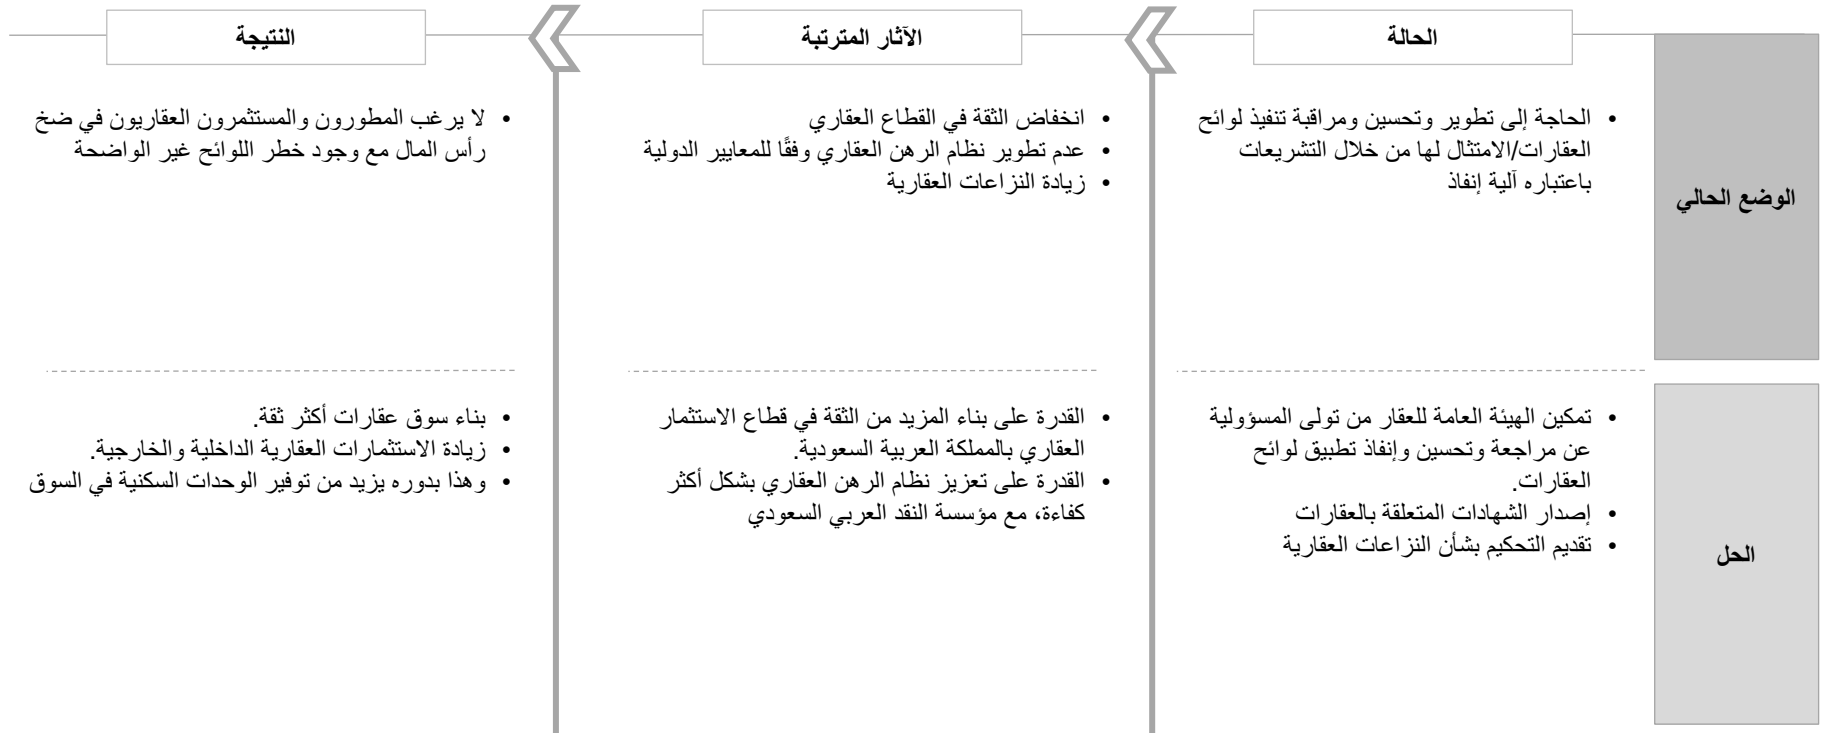 الحالة
الآثار المترتبة
النتيجة
الوضع الحالي
• الحاجة إلى تطوير وتحسين ومراقبة تنفيذ لوائح
العقارات/الامتثال لها من خلال التشريعات
باعتباره آلية إنفاذ
• انخفاض الثقة في القطاع العقاري
• عدم تطوير نظام الرهن العقاري وفقًا للمعايير الدولية
• زيادة النزاعات العقارية
• لا يرغب المطورون والمستثمرون العقاريون في ضخ
رأس المال مع وجود خطر اللوائح غير الواضحة
الحل
• تمكين الهيئة العامة للعقار من تولى المسؤولية
عن مراجعة وتحسين وإنفاذ تطبيق لوائح
العقارات.
• إصدار الشهادات المتعلقة بالعقارات
• تقديم التحكيم بشأن النزاعات العقارية
• القدرة على بناء المزيد من الثقة في قطاع الاستثمار
العقاري بالمملكة العربية السعودية.
• القدرة على تعزيز نظام الرهن العقاري بشكل أكثر
كفاءة، مع مؤسسة النقد العربي السعودي
• بناء سوق عقارات أكثر ثقة.
• زيادة الاستثمارات العقارية الداخلية والخارجية.
• وهذا بدوره يزيد من توفير الوحدات السكنية في السوق